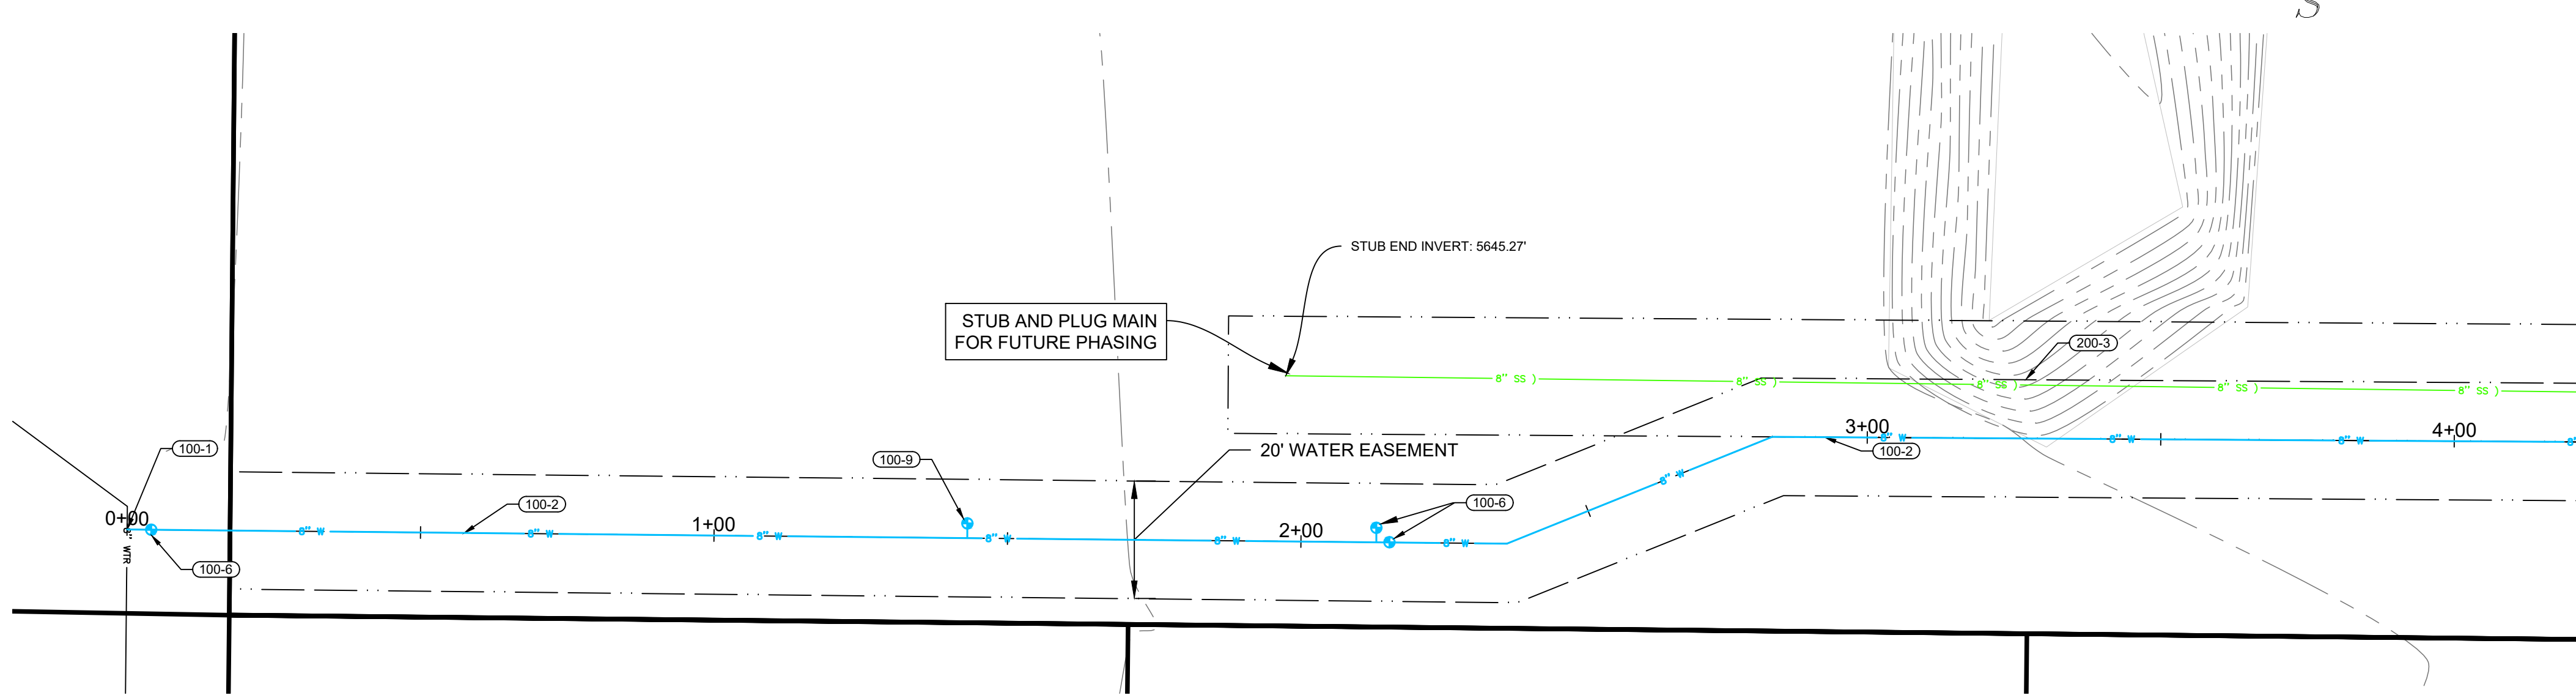 S
STUB END INVERT: 5645.27'
STUB AND PLUG MAIN
FOR FUTURE PHASING
8" SS )
8" SS )
8" SS )
8" SS )
8" SS )
200-3
100-1
100-9
20' WATER EASEMENT
3+00
4+00
8" W
8" W
8" W
100-2
8" W
100-2
100-6
0+00
1+00
2+00
8" W
8" W
8" W
8" W
8" W
8" W
8" WTR
100-6